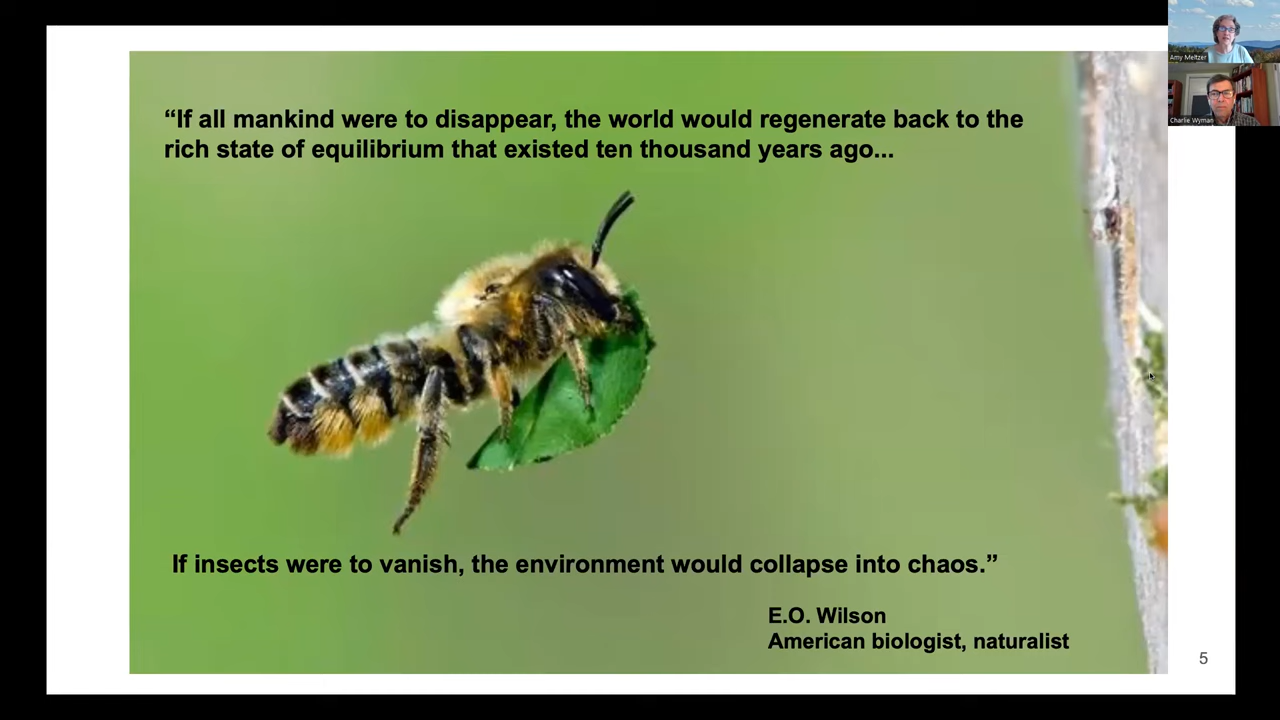 “If all mankind were to disappear, the world would regenerate back to the
rich state of equilibrium that existed ten thousand years ago...
If insects were to vanish, the environment would collapse into chaos.”
E.O. Wilson
American biologist, naturalist
5
Amy Meltzer
Charlie Wyman